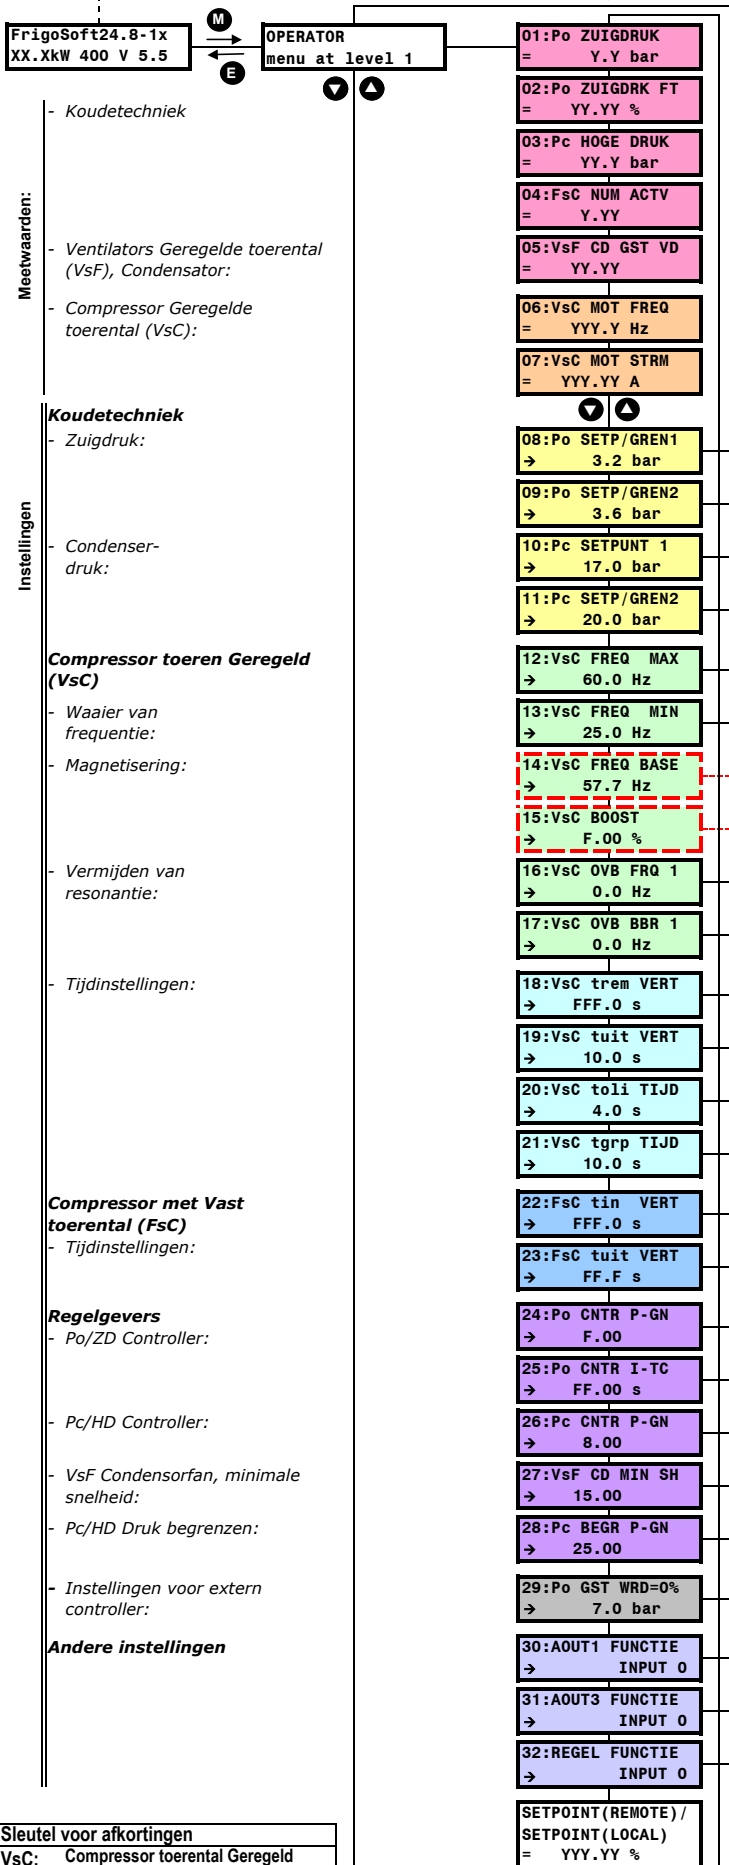 FrigoSoft24.8-1x
XX.XkW 400 V 5.5
M
E
OPERATOR
menu at level 1
01:Po ZUIGDRUK
= Y.Y bar
02:Po ZUIGDRK FT
= YY.YY %
- Koudetechniek
03:Pc HOGE DRUK
= YY.Y bar
04:FsC NUM ACTV
= Y.YY
Meetwaarden:
- Ventilators Geregelde toerental
(VsF), Condensator:
05:VsF CD GST VD
= YY.YY
- Compressor Geregelde
toerental (VsC):
06:VsC MOT FREQ
= YYY.Y Hz
07:VsC MOT STRM
= YYY.YY A
Instellingen
Koudetechniek
- Zuigdruk:
08:Po SETP/GREN1
→ 3.2 bar
09:Po SETP/GREN2
→ 3.6 bar
- Condenser-
druk:
10:Pc SETPUNT 1
→ 17.0 bar
11:Pc SETP/GREN2
→ 20.0 bar
Compressor toeren Geregeld
(VsC)
12:VsC FREQ MAX
→ 60.0 Hz
- Waaier van
frequentie:
13:VsC FREQ MIN
→ 25.0 Hz
- Magnetisering:
14:VsC FREQ BASE
→ 57.7 Hz
15:VsC BOOST
→ F.00 %
- Vermijden van
resonantie:
16:VsC OVB FRQ 1
→ 0.0 Hz
17:VsC OVB BBR 1
→ 0.0 Hz
- Tijdinstellingen:
18:VsC trem VERT
→ FFF.0 s
19:VsC tuit VERT
→ 10.0 s
20:VsC toli TIJD
→ 4.0 s
21:VsC tgrp TIJD
→ 10.0 s
Compressor met Vast
toerental (FsC)
22:FsC tin VERT
→ FFF.0 s
- Tijdinstellingen:
23:FsC tuit VERT
→ FF.F s
Regelgevers
- Po/ZD Controller:
24:Po CNTR P-GN
→ F.00
25:Po CNTR I-TC
→ FF.00 s
- Pc/HD Controller:
26:Pc CNTR P-GN
→ 8.00
- VsF Condensorfan, minimale
snelheid:
27:VsF CD MIN SH
→ 15.00
- Pc/HD Druk begrenzen:
28:Pc BEGR P-GN
→ 25.00
- Instellingen voor extern
controller:
29:Po GST WRD=0%
→ 7.0 bar
Andere instellingen
30:AOUT1 FUNCTIE
→ INPUT 0
31:AOUT3 FUNCTIE
→ INPUT 0
32:REGEL FUNCTIE
→ INPUT 0
SETPOINT(REMOTE)/
SETPOINT(LOCAL)
= YYY.YY %
Sleutel voor afkortingen
VsC: Compressor toerental Geregeld